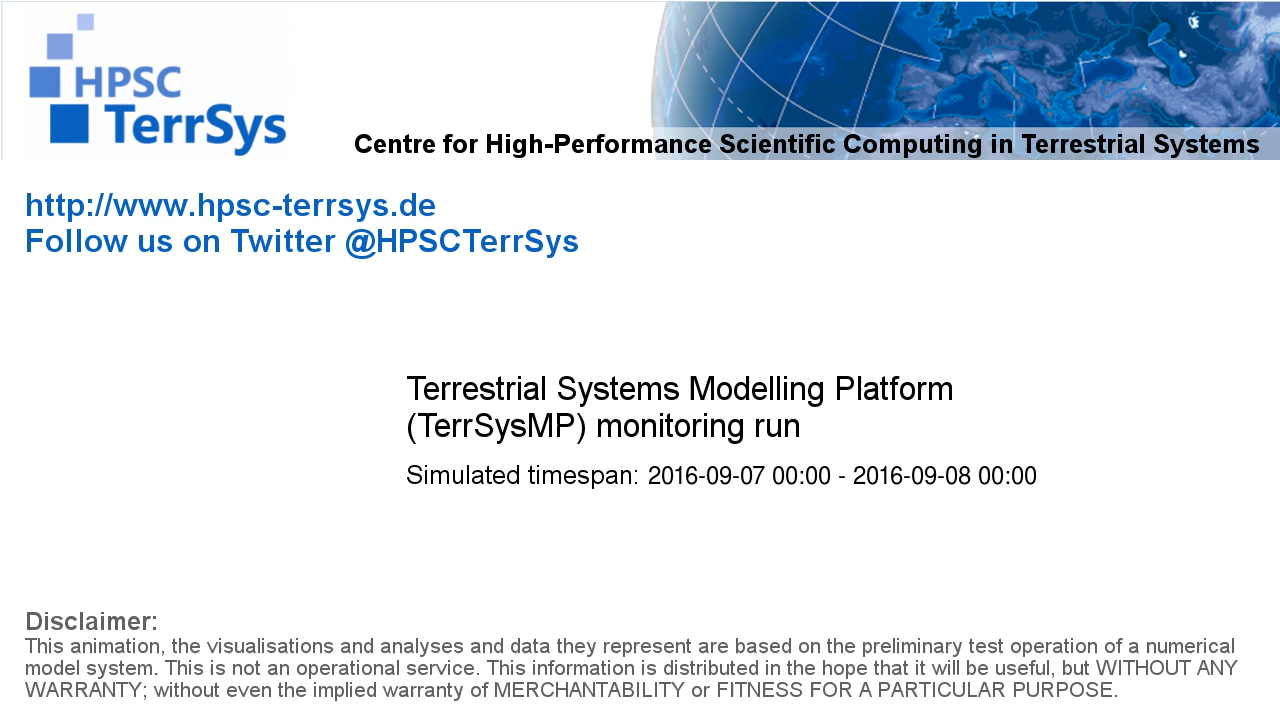 HPSC
TerrSys
Centre for High-Performance Scientific Computing in Terrestrial Systems
http://www.hpsc-terrsys.de
Follow us on Twitter @HPSCTerrSys
Terrestrial Systems Modelling Platform
(TerrSysMP) monitoring run
Simulated timespan: 2016-09-07 00:00 - 2016-09-08 00:00
Disclaimer:
This animation, the visualisations and analyses and data they represent are based on the preliminary test operation of a numerical
model system. This is not an operational service. This information is distributed in the hope that it will be useful, but WITHOUT ANY
WARRANTY; without even the implied warranty of MERCHANTABILITY or FITNESS FOR A PARTICULAR PURPOSE.